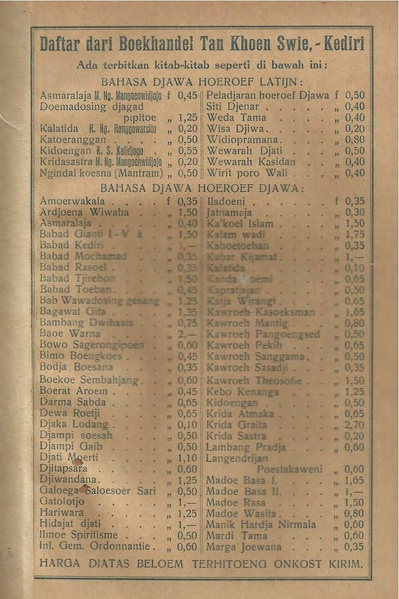 Daftar dari Boekhandel Tan Khoen Swie,-Kediri
Ada terbitkan kitab-kitab seperti di bawah ini :
BAHASA DJAWA HOEROEF LATIJN :
Asmaralaja M. Ng. Mangoenwidjojo f 0,45
Doemadosing djagad
pipitoe „ 1,25
Kalatida R. Ng. Ronggowarsito „ 0,20
Katoeranggan . . . „ 0,50
Kidoengan K. S. Kalidjogo „ 0,55
Kridasastra M. Ng. Mangoenwidjojo „ 0,20
Ngindal koesna (Mantram) „ 0,50
Peladjaran hoeroef Djawa f 0,50
Siti Djenar . . . . „ 0,40
Weda Tama . . . . „ 0,40
Wisa Djiwa . . . . „ 0,20
Widiopramana . . . „ 0,80
Wewarah Djati . . . „ 0,50
Wewarah Kasidan . . „ 0,40
Wirit poro Wali . . . „ 0,40
BAHASA DJAWA HOEROEF DJAWA :
Amoerwakala . . . . f 0,35
Ardjoena Wiwaha . . „ 1,50
Asmaralaja . . . . „ 0,40
Babad Gianti I-V à . „ 1,50
Babad Kediri . . . „ 1,—
Babad Mochamad . . „ 0,35
Babad Rasoel . . . „ 0,35
Babad Tjirebon . . „ 1,50
Babad Toeban . . . „ 0,45
Bab Wawadosing gesang „ 1,25
Bagawat Gita . . . „ 1,35
Bambang Dwihasta . . „ 0,75
Baoe Warna . . . . „ 2,—
Bowo Sagerongipoen . „ 0,60
Bimo Boengkoes . . „ 0,45
Bodja Boesana . . . „ 0,35
Boekoe Sembahjang . „ 0,60
Boerat Aroem . . . „ 0,45
Darma Sabda . . . „ 0,65
Dewa Roetji . . . . „ 0,65
Djaka Lodang . . . „ 0,10
Djampi soesah . . . „ 0,50
Djampi Gaib . . . „ 0,50
Djati Moerti . . . „ 1,10
Djitapsara . . . . „ 0,60
Djiwandana . . . . „ 1,25
Galoega Saloesoer Sari „ 0,50
Gatolotjo . . . . „ 1,—
Hariwara . . . . „ 1,25
Hidajat djati . . . „ 1,—
Ilmoe Spiritisme . . „ 0,50
Inl. Gem. Ordonnantie . „ 0,60
Iladoeni . . . . . f 0,35
Jatnamaja . . . . „ 0,30
Ka'koel Islam . . . „ 1,50
Kalam wadi . . . . „ 1,75
Kaboetoehan . . . „ 0,35
Kabar Kijamat . . . „ 1,—
Kalatida . . . . „ 0,10
Kanda oemi . . . „ 0,65
Kapratjajan . . . „ 0,50
Katja Wirangi . . . „ 0,65
Kawroeh Kasoeksman . „ 1,65
Kawroeh Mantig . . „ 0,80
Kawroeh Pangoengsed . „ 0,50
Kawroeh Pekih . . . „ 0,65
Kawroeh Sanggama . . „ 0,50
Kawroeh Sasadji . . „ 0,35
Kawroeh Theosofie . . „ 1,50
Kebo Kenanga . . . „ 1,25
Kidoengan . . . . „ 0,50
Krida Atmaka . . . „ 0,65
Krida Graita . . . „ 2,70
Krida Sastra . . . „ 0,20
Lambang Pradja . . „ 0,60
Langendrijan
Poestakaweni . „ 0,60
Madoe Basa I. . . . „ 1,65
Madoe Basa II. . . . „ 1,—
Madoe Rasa . . . . „ 1,50
Madoe Wasita . . . „ 0,80
Manik Hardja Nirmala „ 0,60
Mardi Tama . . . . „ 0,60
Marga Joewana . . . „ 0,35
HARGA DIATAS BELOEM TERHITOENG ONKOST KIRIM.